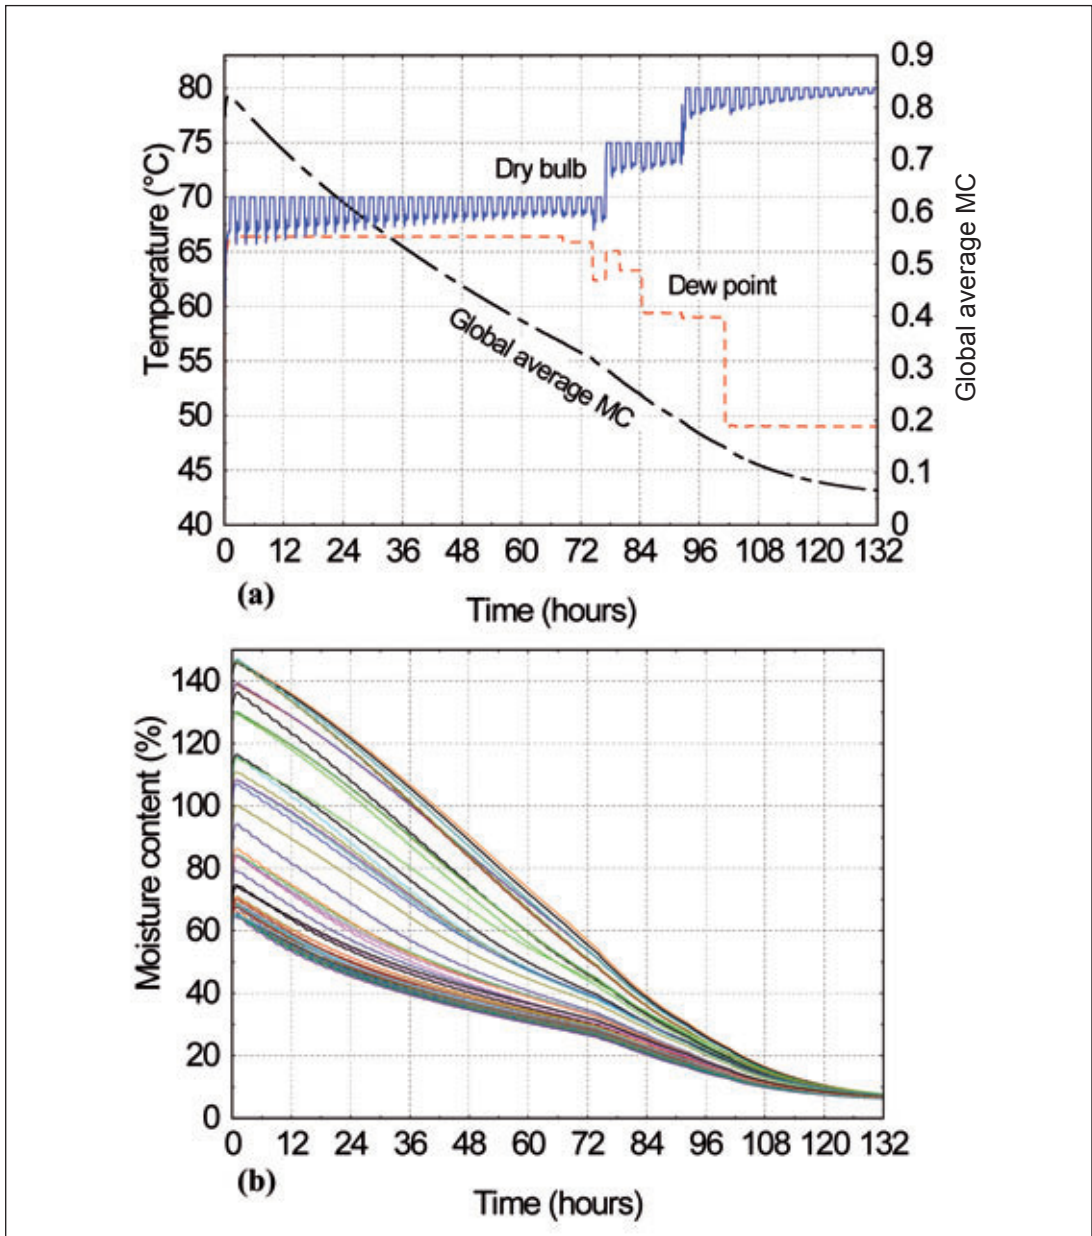 80
75
70
65
60
55
50
45
40
Temperature (°C)
0.9
0.8
0.7
0.6
0.5
0.4
0.3
0.2
0.1
0
Global average MC
Dry bulb
Dew point
Global average MC
0 12 24 36 48 60 72 84 96 108 120 132
(a)
Time (hours)
140
120
100
80
60
40
20
0
Moisture content (%)
0 12 24 36 48 60 72 84 96 108 120 132
(b)
Time (hours)